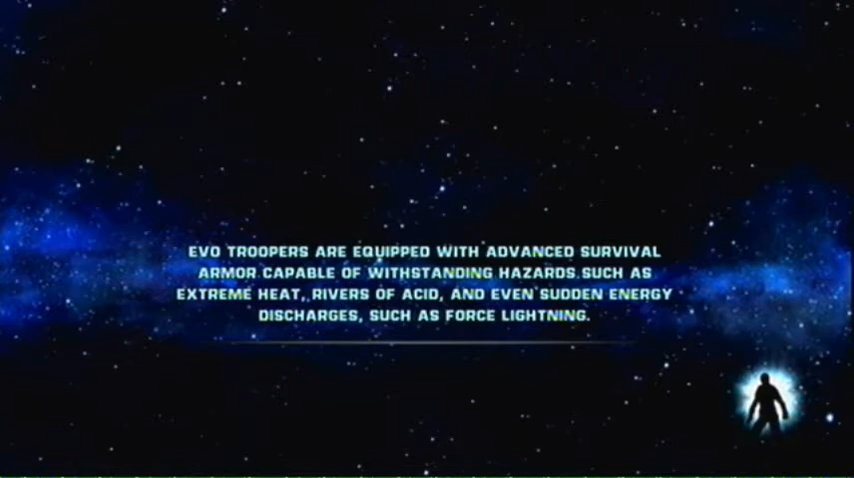 EVO TROOPERS ARE EQUIPPED WITH ADVANCED SURVIVAL
ARMOR CAPABLE OF WITHSTANDING HAZARDS SUCH AS
EXTREME HEAT, RIVERS OF ACID, AND EVEN SUDDEN ENERGY
DISCHARGES, SUCH AS FORCE LIGHTNING.